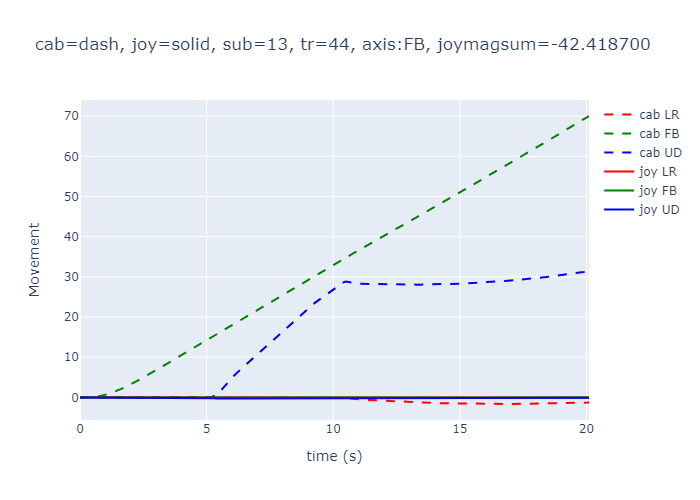 cab=dash, joy=solid, sub=13, tr=44, axis:FB, joymagsum=-42.418700
70
60
50
40
30
20
10
0
Movement
0 5 10 15 20
time (s)
cab LR
cab FB
cab UD
joy LR
joy FB
joy UD